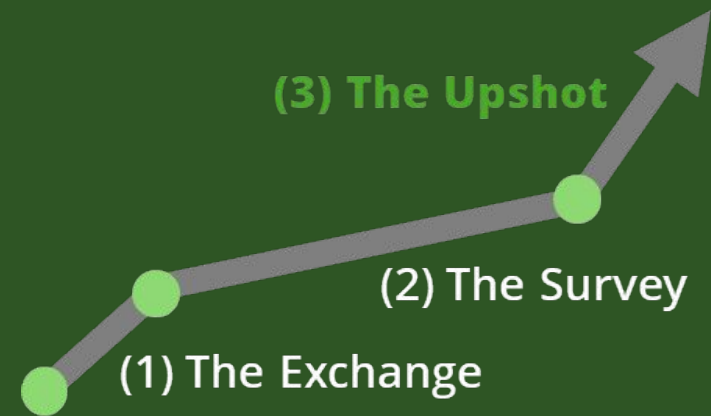 (3) The Upshot
(2) The Survey
(1) The Exchange